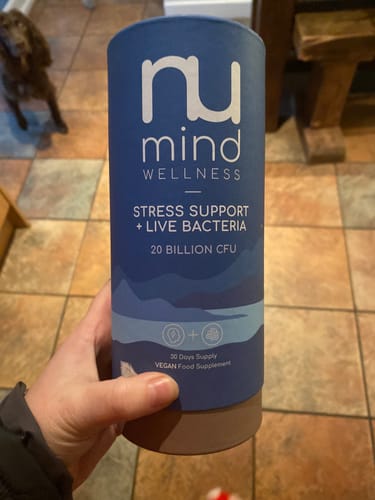 nu
mind
WELLNESS
STRESS SUPPORT
+ LIVE BACTERIA
20 BILLION CFU
+
30 Days Supply
VEGAN Food Supplement